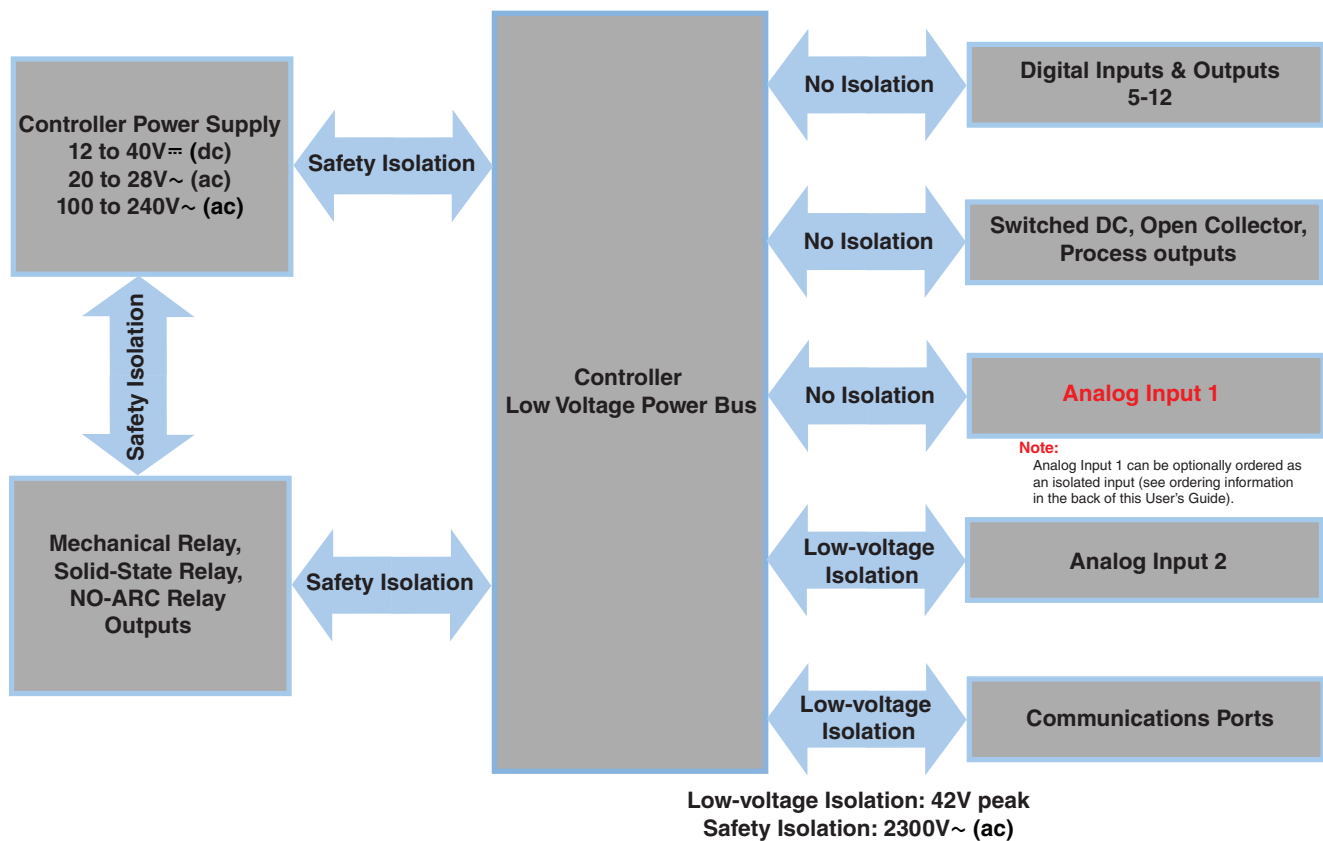 Controller Power Supply
12 to 40V⎓ (dc)
20 to 28V~ (ac)
100 to 240V~ (ac)
Safety Isolation
Safety Isolation
Mechanical Relay,
Solid-State Relay,
NO-ARC Relay
Outputs
Safety Isolation
Controller
Low Voltage Power Bus
No Isolation
Digital Inputs & Outputs
5-12
No Isolation
Switched DC, Open Collector,
Process outputs
No Isolation
Analog Input 1
Note:
Analog Input 1 can be optionally ordered as
an isolated input (see ordering information
in the back of this User's Guide).
Low-voltage
Isolation
Analog Input 2
Low-voltage
Isolation
Communications Ports
Low-voltage Isolation: 42V peak
Safety Isolation: 2300V~ (ac)